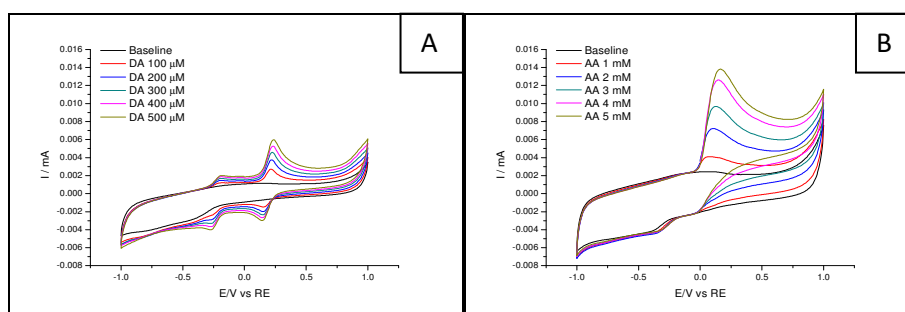 A
Baseline
DA 100 μM
DA 200 μM
DA 300 μM
DA 400 μM
DA 500 μM
0.016
0.014
0.012
0.010
0.008
0.006
0.004
0.002
0.000
-0.002
-0.004
-0.006
-0.008
I / mA
-1.0 -0.5 0.0 0.5 1.0
E/V vs RE
B
Baseline
AA 1 mM
AA 2 mM
AA 3 mM
AA 4 mM
AA 5 mM
0.016
0.014
0.012
0.010
0.008
0.006
0.004
0.002
0.000
-0.002
-0.004
-0.006
-0.008
I / mA
-1.0 -0.5 0.0 0.5 1.0
E/V vs RE